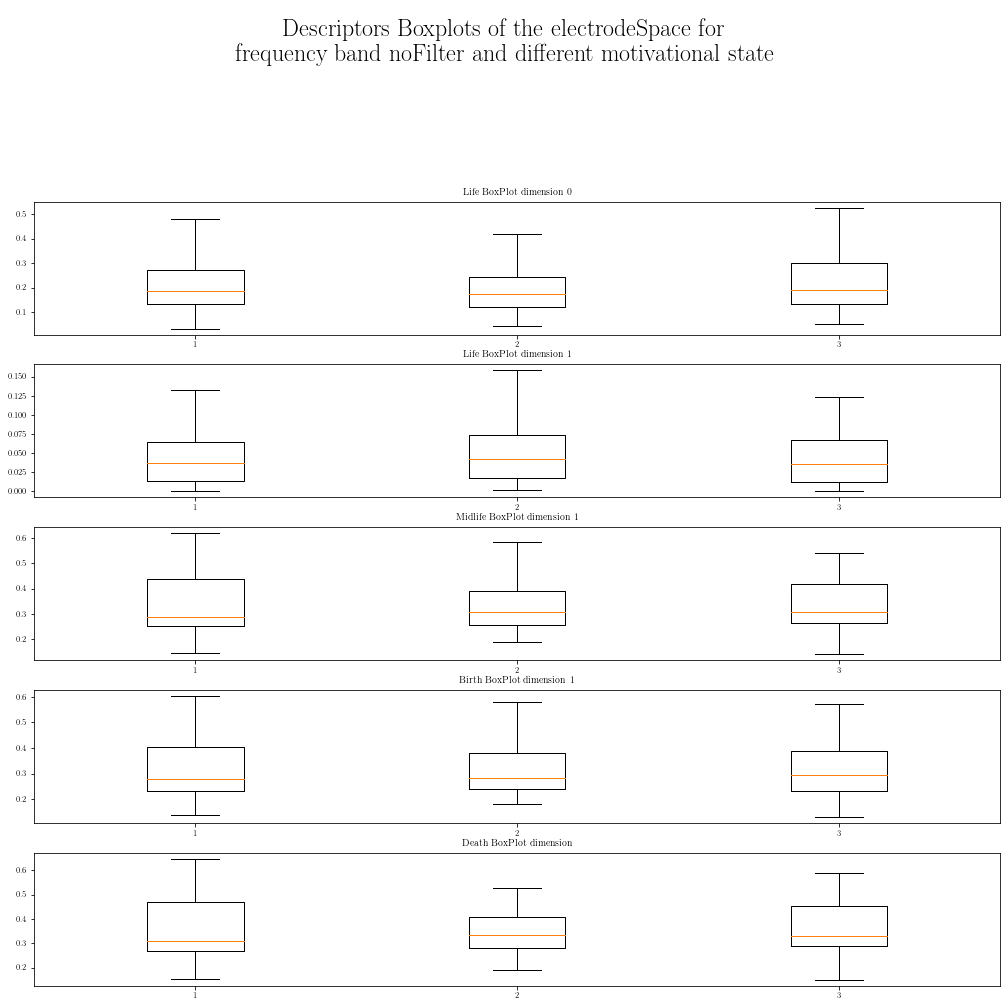 Descriptors Boxplots of the electrodeSpace for
frequency band noFilter and different motivational state
Life BoxPlot dimension 0
0.5
0.4
0.3
0.2
0.1
1 2 3
Life BoxPlot dimension 1
0.150
0.125
0.100
0.075
0.050
0.025
0.000
1 2 3
Midlife BoxPlot dimension 1
0.6
0.5
0.4
0.3
0.2
1 2 3
Birth BoxPlot dimension 1
0.6
0.5
0.4
0.3
0.2
1 2 3
Death BoxPlot dimension
0.6
0.5
0.4
0.3
0.2
1 2 3